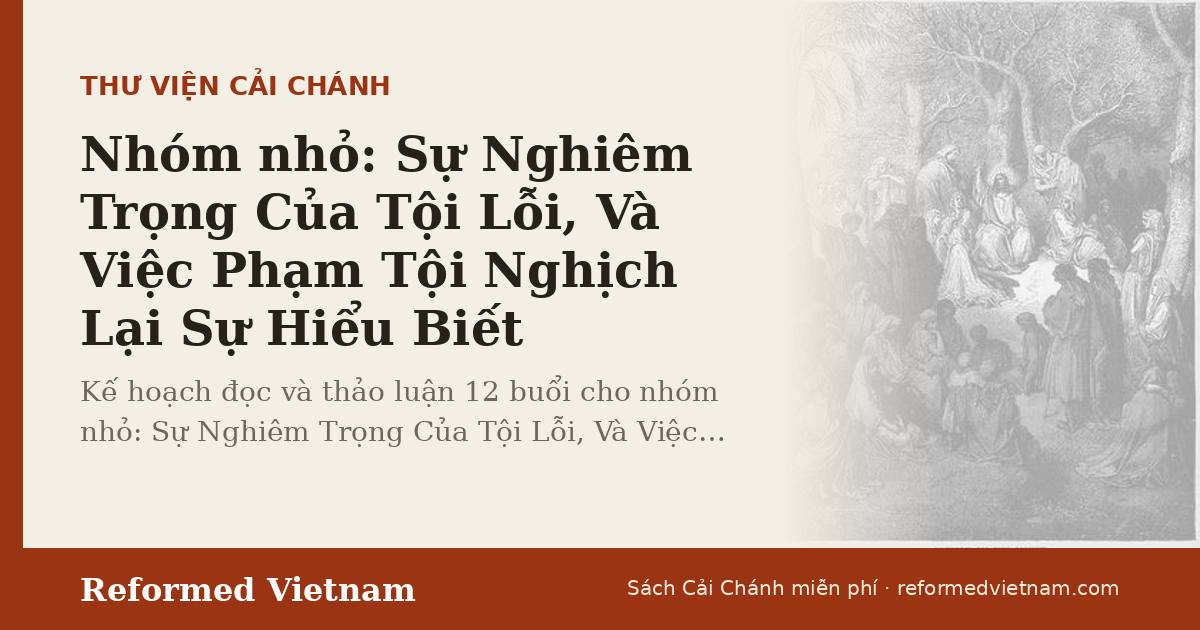 THƯ VIỆN CẢI CHÁNH
Nhóm nhỏ: Sự Nghiêm
Trọng Của Tội Lỗi, Và
Việc Phạm Tội Nghịch
Lại Sự Hiểu Biết
Kế hoạch đọc và thảo luận 12 buổi cho nhóm
nhỏ: Sự Nghiêm Trọng Của Tội Lỗi, Và Việc...
Reformed Vietnam
Sách Cải Chánh miễn phí · reformedvietnam.com